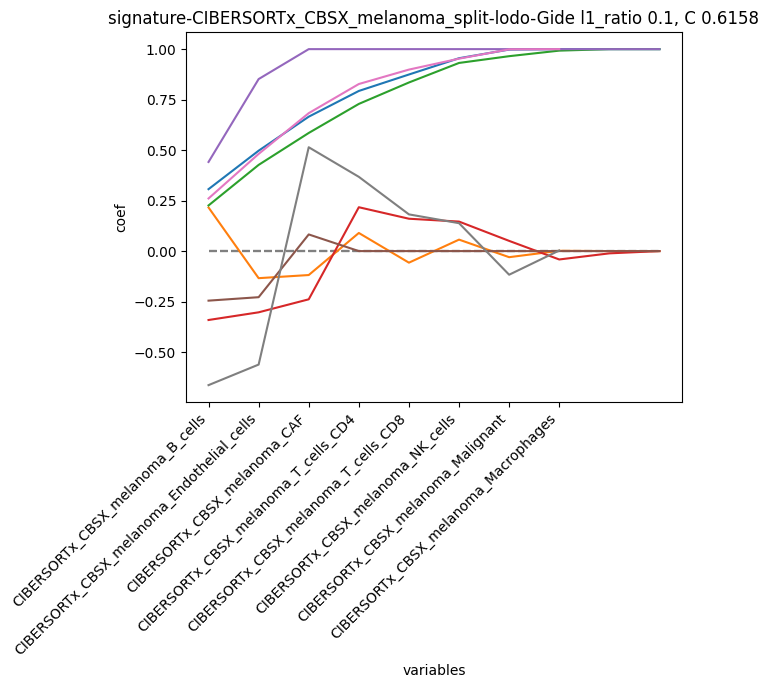 signature-CIBERSORTx_CBSX_melanoma_split-lodo-Gide l1_ratio 0.1, C 0.6158
1.00
0.75
0.50
0.25
0.00
−0.25
−0.50
coef
CIBERSORTx_CBSX_melanoma_B_cells
CIBERSORTx_CBSX_melanoma_Endothelial_cells
CIBERSORTx_CBSX_melanoma_CAF
CIBERSORTx_CBSX_melanoma_T_cells_CD4
CIBERSORTx_CBSX_melanoma_T_cells_CD8
CIBERSORTx_CBSX_melanoma_NK_cells
CIBERSORTx_CBSX_melanoma_Malignant
CIBERSORTx_CBSX_melanoma_Macrophages
variables